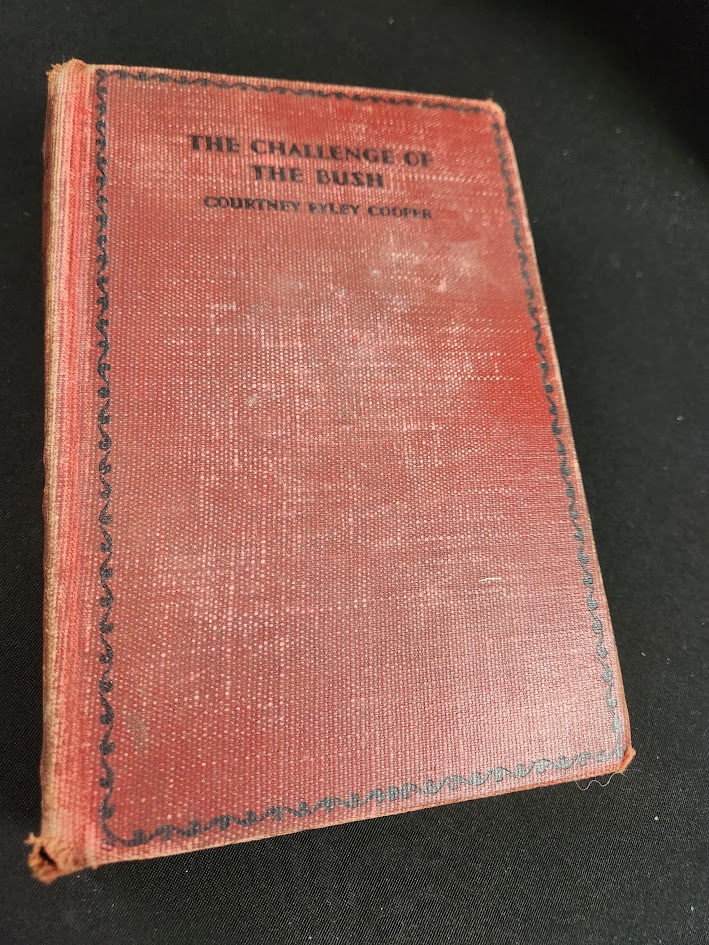 THE CHALLENGE OF
THE BUSH
COURTNEY RYLEY COOPER